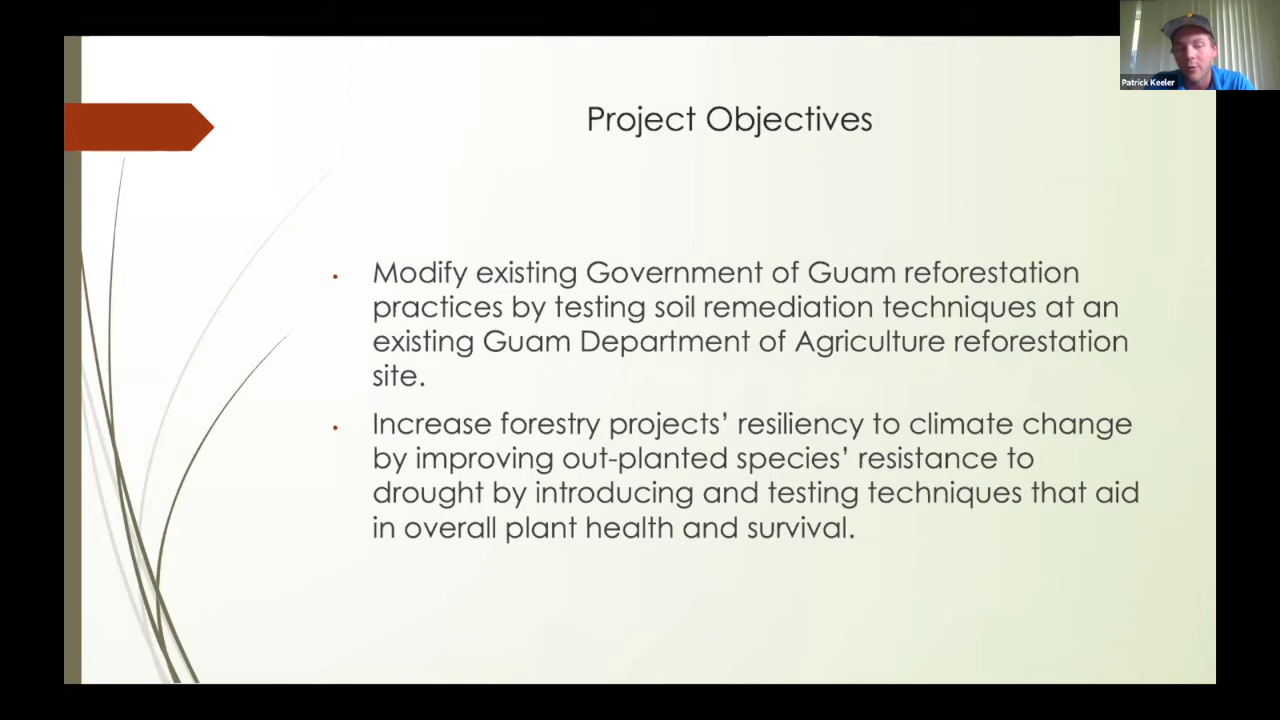 Patrick Keeler
Project Objectives
• Modify existing Government of Guam reforestation
practices by testing soil remediation techniques at an
existing Guam Department of Agriculture reforestation
site.
• Increase forestry projects’ resiliency to climate change
by improving out-planted species’ resistance to
drought by introducing and testing techniques that aid
in overall plant health and survival.